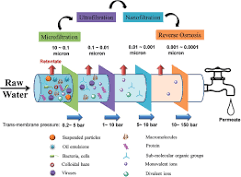 Ultrafiltration
Nanofiltration
Microfiltration
Reverse Osmosis
10 ~ 0.1
micron
0.1 ~ 0.01
micron
0.01 ~ 0.001
micron
0.001 ~ 0.0001
micron
Retentate
Raw
Water
Permeate
Trans-membrane pressure:
0.2~ 5 bar
1~ 10 bar
5~ 10 bar
10~ 150 bar
Suspended particles
Macromolecules
Oil emulsion
Protein
Bacteria, cells
Sub-molecular organic groups
Colloidal haze
Monovalent ions
Viruses
Divalent ions